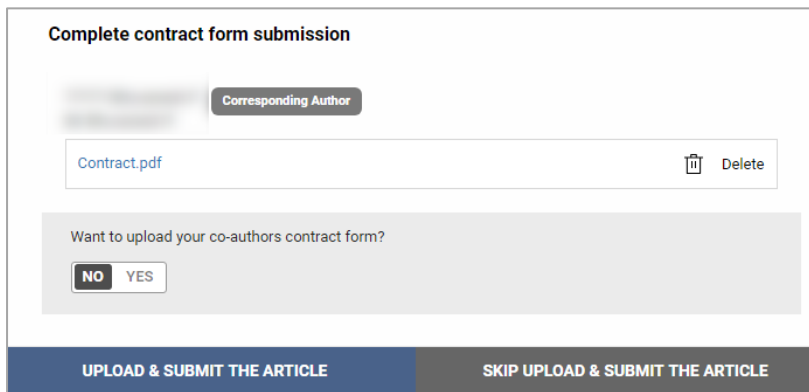 Complete contract form submission
Corresponding Author
Contract.pdf
Delete
Want to upload your co-authors contract form?
NO YES
UPLOAD & SUBMIT THE ARTICLE
SKIP UPLOAD & SUBMIT THE ARTICLE